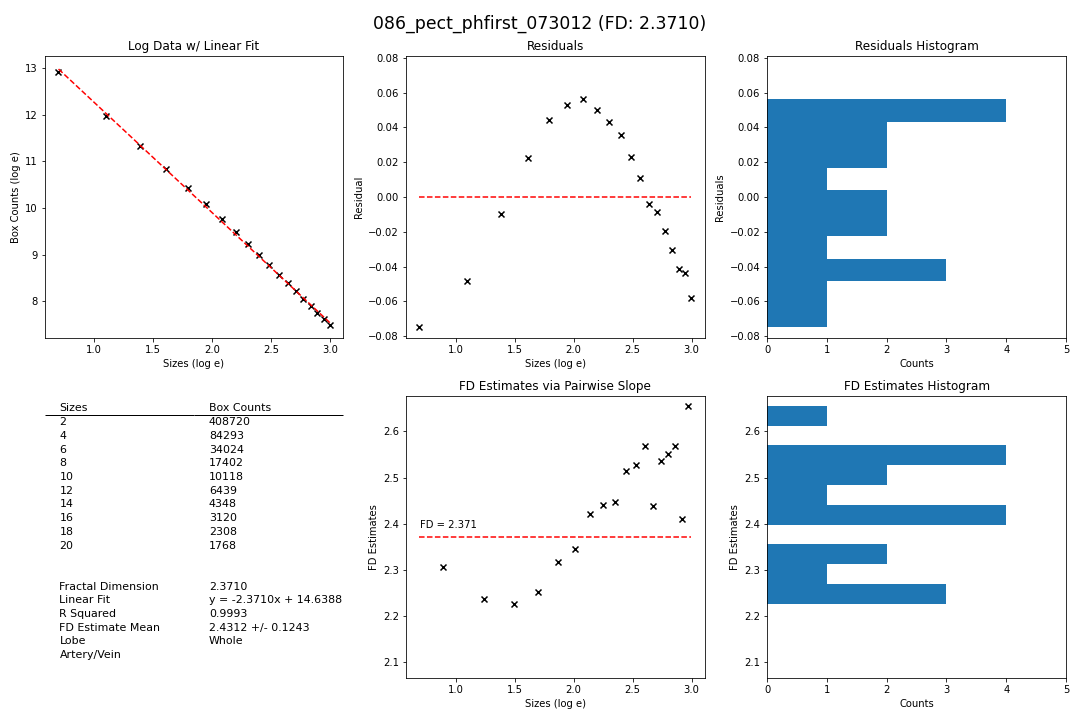 086_pect_phfirst_073012 (FD: 2.3710)
Log Data w/ Linear Fit
Box Counts (log e)
13
12
11
10
9
8
1.0 1.5 2.0 2.5 3.0
Sizes (log e)
Residuals
Residual
0.08
0.06
0.04
0.02
0.00
−0.02
−0.04
−0.06
−0.08
1.0 1.5 2.0 2.5 3.0
Sizes (log e)
Residuals Histogram
Residuals
0.08
0.06
0.04
0.02
0.00
−0.02
−0.04
−0.06
−0.08
0 1 2 3 4 5
Counts
Sizes Box Counts
2 408720
4 84293
6 34024
8 17402
10 10118
12 6439
14 4348
16 3120
18 2308
20 1768
Fractal Dimension 2.3710
Linear Fit y = -2.3710x + 14.6388
R Squared 0.9993
FD Estimate Mean 2.4312 +/- 0.1243
Lobe Whole
Artery/Vein
FD Estimates via Pairwise Slope
FD Estimates
2.6
2.5
2.4
2.3
2.2
2.1
FD = 2.371
1.0 1.5 2.0 2.5 3.0
Sizes (log e)
FD Estimates Histogram
FD Estimates
2.6
2.5
2.4
2.3
2.2
2.1
0 1 2 3 4 5
Counts